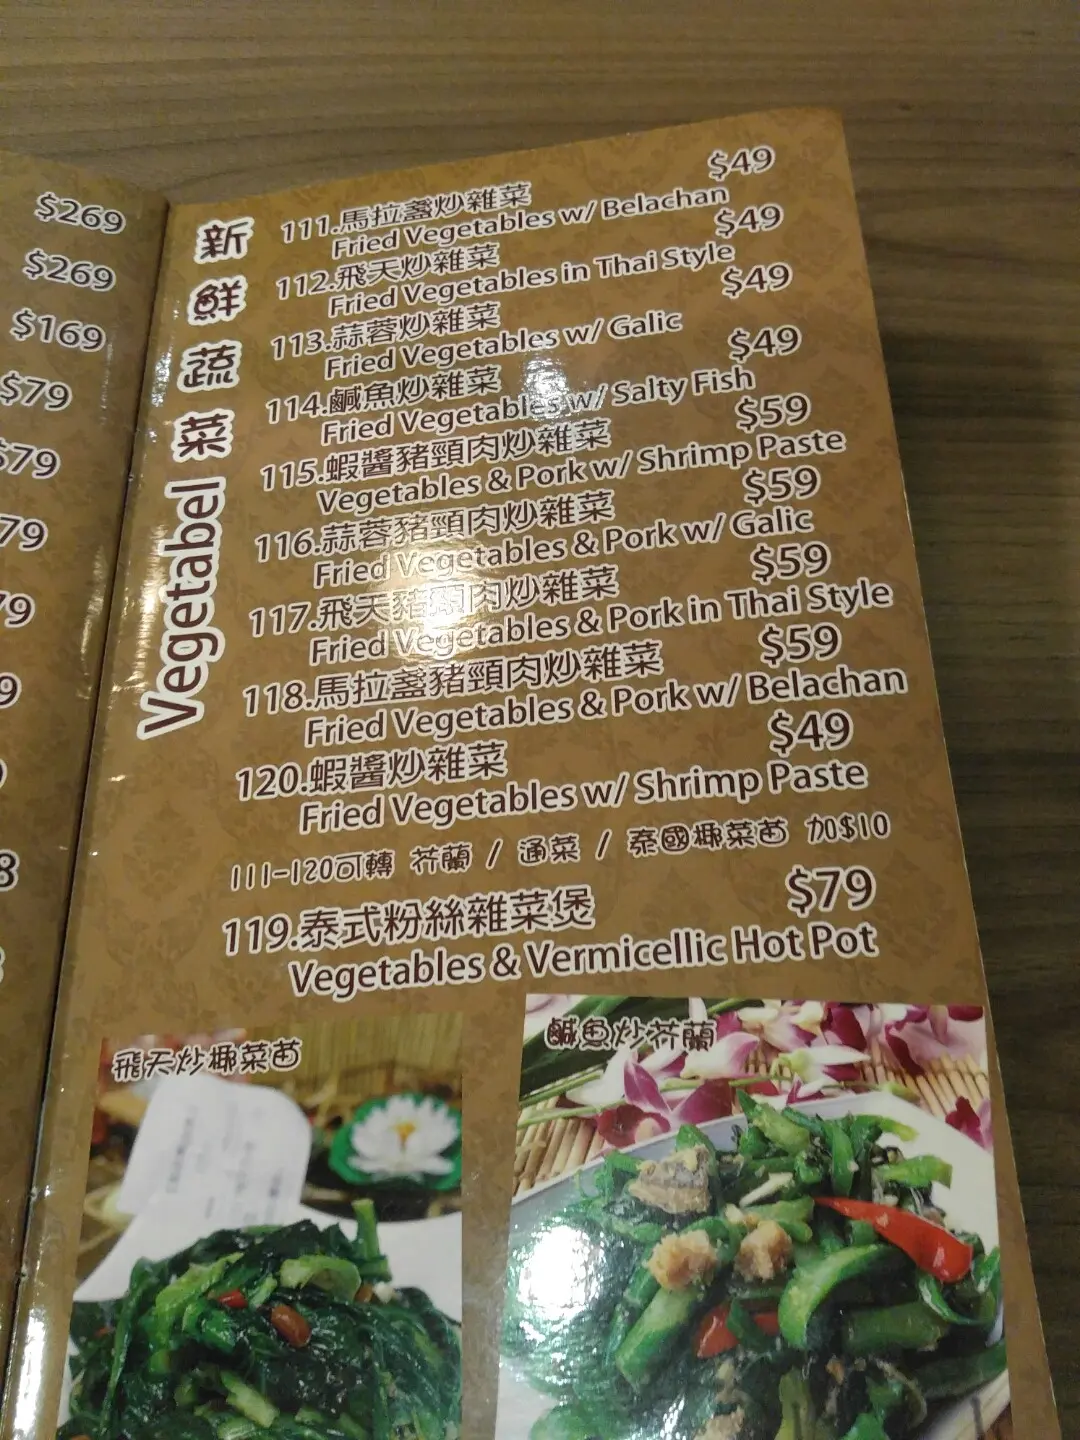 $269
$269
$169
$79
$79
新鮮蔬菜 Vegetabel
111.馬拉盞炒雜菜 $49
Fried Vegetables w/ Belachan
112.飛天炒雜菜 $49
Fried Vegetables in Thai Style
113.蒜蓉炒雜菜 $49
Fried Vegetables w/ Galic
114.鹹魚炒雜菜 $49
Fried Vegetables w/ Salty Fish
115.蝦醬豬頸肉炒雜菜 $59
Vegetables & Pork w/ Shrimp Paste
116.蒜蓉豬頸肉炒雜菜 $59
Fried Vegetables & Pork w/ Galic
117.飛天豬頸肉炒雜菜 $59
Fried Vegetables & Pork in Thai Style
118.馬拉盞豬頸肉炒雜菜 $59
Fried Vegetables & Pork w/ Belachan
120.蝦醬炒雜菜 $49
Fried Vegetables w/ Shrimp Paste
111-120可轉 芥蘭 / 通菜 / 泰國椰菜苗 加$10
119.泰式粉絲雜菜煲 $79
Vegetables & Vermicellic Hot Pot
飛天炒椰菜苗
鹹魚炒芥蘭